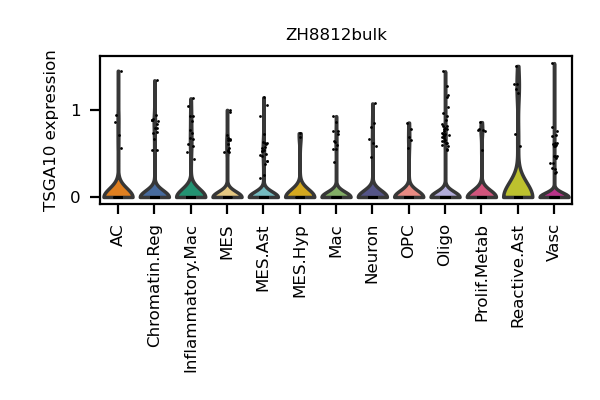 ZH8812bulk
TSGA10 expression
1
0
AC
Chromatin.Reg
Inflammatory.Mac
MES
MES.Ast
MES.Hyp
Mac
Neuron
OPC
Oligo
Prolif.Metab
Reactive.Ast
Vasc